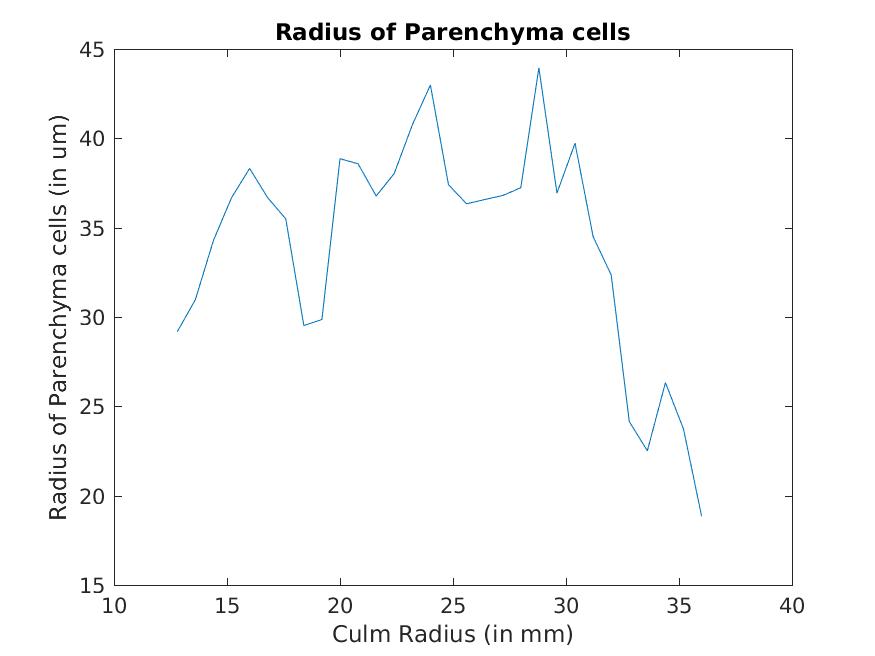 Radius of Parenchyma cells
45
40
35
30
25
20
15
Radius of Parenchyma cells (in um)
10 15 20 25 30 35 40
Culm Radius (in mm)